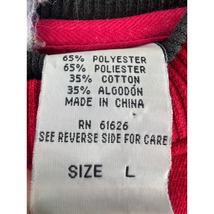 65% POLYESTER
65% POLIESTER
35% COTTON
35% ALGODÓN
MADE IN CHINA
RN 61626
SEE REVERSE SIDE FOR CARE
SIZE L